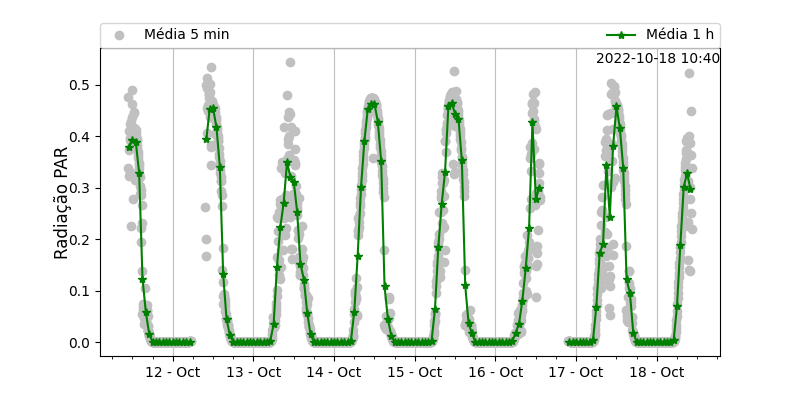 Média 5 min
Média 1 h
2022-10-18 10:40
Radiação PAR
0.5
0.4
0.3
0.2
0.1
0.0
12 - Oct
13 - Oct
14 - Oct
15 - Oct
16 - Oct
17 - Oct
18 - Oct